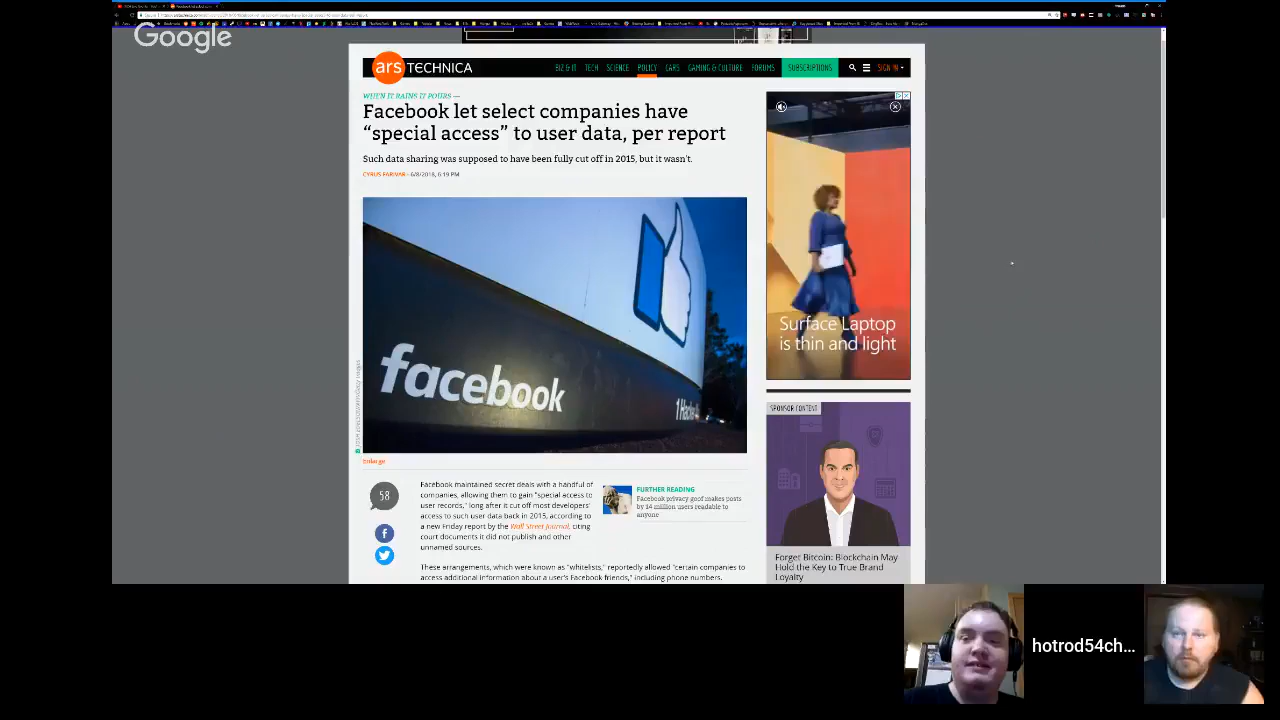 Google
ars TECHNICA
BIZ & IT TECH SCIENCE POLICY CARS GAMING & CULTURE FORUMS SUBSCRIPTIONS SIGN IN
WHEN IT RAINS IT POURS —
Facebook let select companies have
“special access” to user data, per report
Such data sharing was supposed to have been fully cut off in 2015, but it wasn't.
CYRUS FARIVAR - 6/8/2018, 6:19 PM
facebook
1 Hacker
Surface Laptop
is thin and light
Enlarge
58
Facebook maintained secret deals with a handful of
companies, allowing them to gain "special access to
user records," long after it cut off most developers'
access to such user data back in 2015, according to
a new Friday report by the Wall Street Journal, citing
court documents it did not publish and other
unnamed sources.
FURTHER READING
Facebook privacy goof makes posts
by 14 million users readable to
anyone
These arrangements, which were known as "whitelists," reportedly allowed "certain companies to
access additional information about a user's Facebook friends," including phone numbers.
SPONSOR CONTENT
Forget Bitcoin: Blockchain May
Hold the Key to True Brand
Loyalty
hotrod54ch...